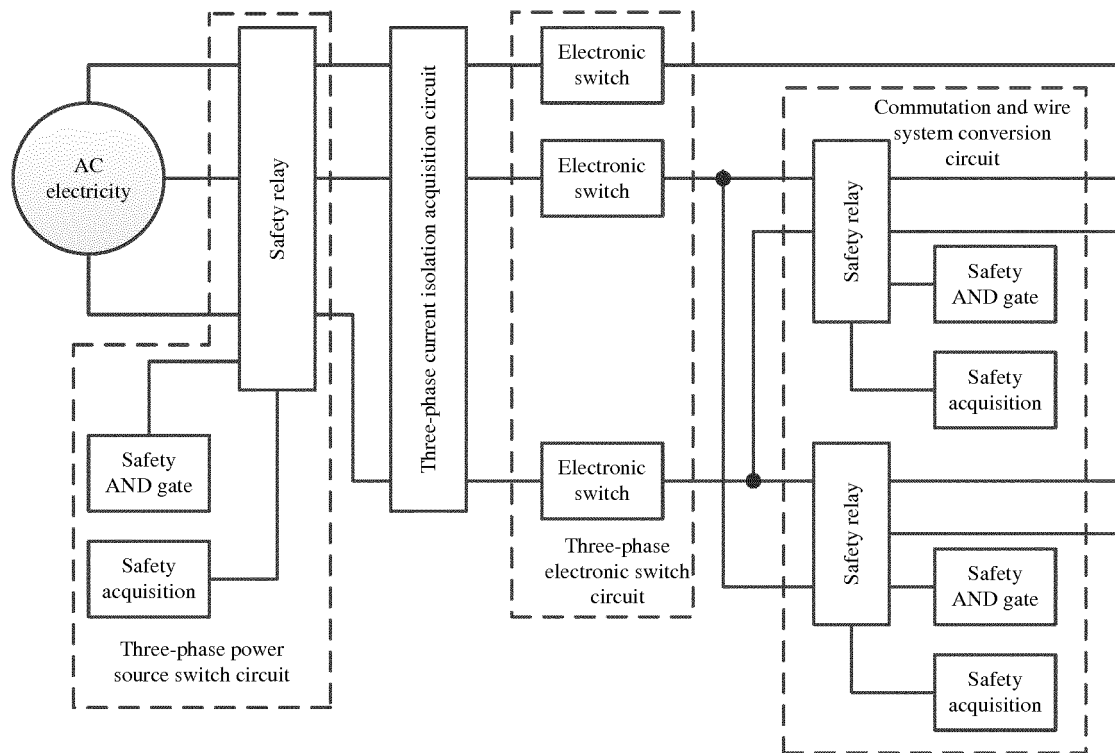 AC
electricity
Safety relay
Safety
AND gate
Safety
acquisition
Three-phase power
source switch circuit
Three-phase current isolation acquisition circuit
Electronic
switch
Electronic
switch
Electronic
switch
Three-phase
electronic switch
circuit
Commutation and wire
system conversion
circuit
Safety relay
Safety
AND gate
Safety
acquisition
Safety relay
Safety
AND gate
Safety
acquisition